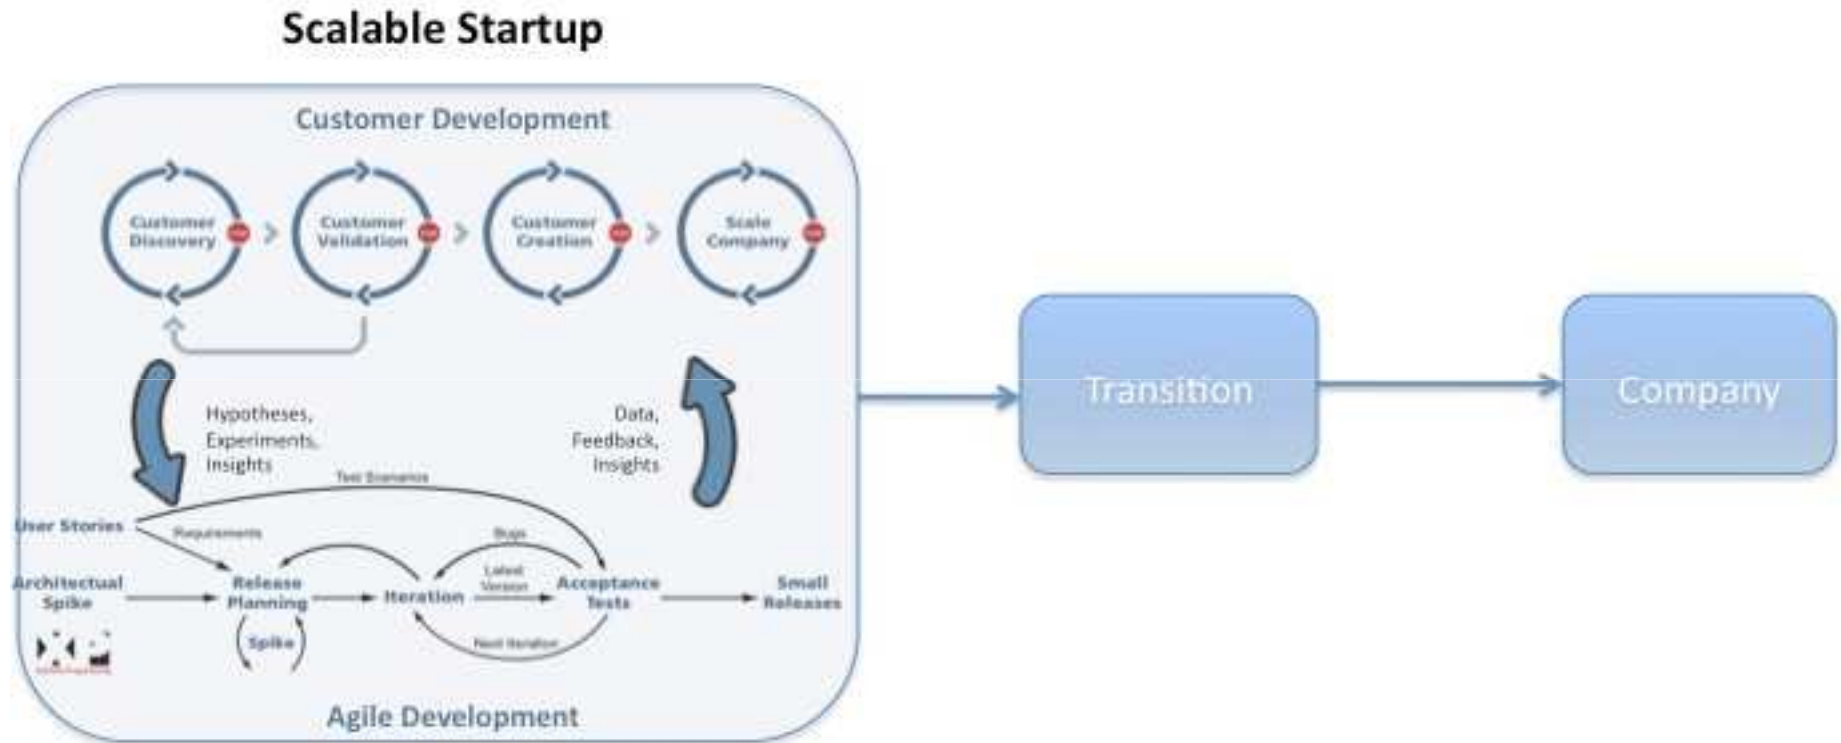 Scalable Startup
Customer Development
Customer
Discovery
Customer
Validation
Customer
Creation
Scale
Company
Hypotheses,
Experiments,
Insights
Data,
Feedback,
Insights
Transition
Company
Test Scenarios
User Stories
Requirements
Bugs
Architectual
Spike
Release
Planning
Iteration
Latest
Version
Acceptance
Tests
Small
Releases
Spike
Next Iteration
Agile Development